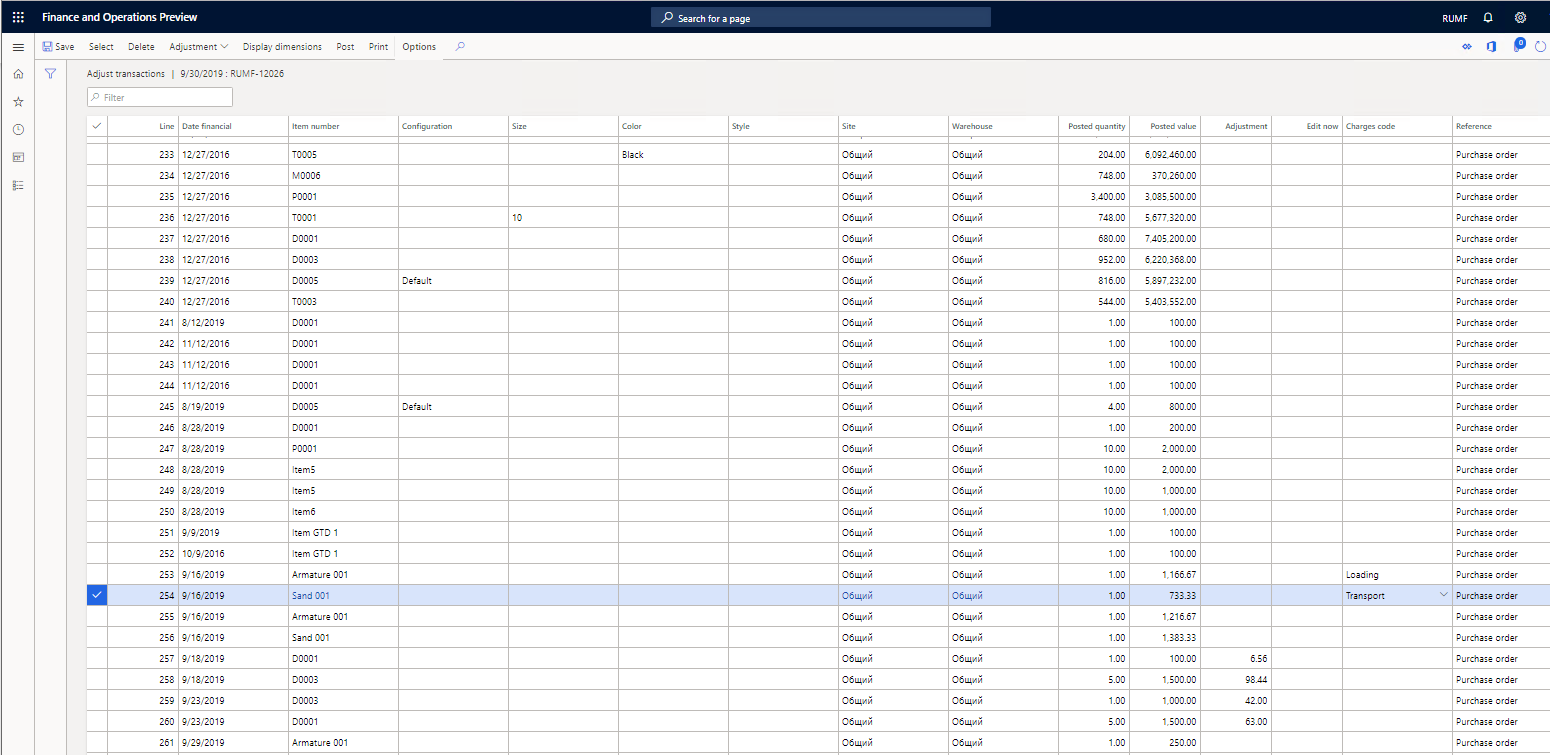 Finance and Operations Preview Search for a page RUMF
Save Select Delete Adjustment Display dimensions Post Print Options 0
Adjust transactions | 9/30/2019 : RUMF-12026
Filter
Line Date financial Item number Configuration Size Color Style Site Warehouse Posted quantity Posted value Adjustment Edit now Charges code Reference
233 12/27/2016 T0005 Black Общий Общий 204.00 6,092,460.00 Purchase order
234 12/27/2016 M0006 Общий Общий 748.00 370,260.00 Purchase order
235 12/27/2016 P0001 Общий Общий 3,400.00 3,085,500.00 Purchase order
236 12/27/2016 T0001 10 Общий Общий 748.00 5,677,320.00 Purchase order
237 12/27/2016 D0001 Общий Общий 680.00 7,405,200.00 Purchase order
238 12/27/2016 D0003 Общий Общий 952.00 6,220,368.00 Purchase order
239 12/27/2016 D0005 Default Общий Общий 816.00 5,897,232.00 Purchase order
240 12/27/2016 T0003 Общий Общий 544.00 5,403,552.00 Purchase order
241 8/12/2019 D0001 Общий Общий 1.00 100.00 Purchase order
242 11/12/2016 D0001 Общий Общий 1.00 100.00 Purchase order
243 11/12/2016 D0001 Общий Общий 1.00 100.00 Purchase order
244 11/12/2016 D0001 Общий Общий 1.00 100.00 Purchase order
245 8/19/2019 D0005 Default Общий Общий 4.00 800.00 Purchase order
246 8/28/2019 D0001 Общий Общий 1.00 200.00 Purchase order
247 8/28/2019 P0001 Общий Общий 10.00 2,000.00 Purchase order
248 8/28/2019 Item5 Общий Общий 10.00 2,000.00 Purchase order
249 8/28/2019 Item5 Общий Общий 10.00 1,000.00 Purchase order
250 8/28/2019 Item6 Общий Общий 10.00 1,000.00 Purchase order
251 9/9/2019 Item GTD 1 Общий Общий 1.00 100.00 Purchase order
252 10/9/2016 Item GTD 1 Общий Общий 1.00 100.00 Purchase order
253 9/16/2019 Armature 001 Общий Общий 1.00 1,166.67 Loading Purchase order
254 9/16/2019 Sand 001 Общий Общий 1.00 733.33 Transport Purchase order
255 9/16/2019 Armature 001 Общий Общий 1.00 1,216.67 Purchase order
256 9/16/2019 Sand 001 Общий Общий 1.00 1,383.33 Purchase order
257 9/18/2019 D0001 Общий Общий 1.00 100.00 6.56 Purchase order
258 9/18/2019 D0003 Общий Общий 5.00 1,500.00 98.44 Purchase order
259 9/23/2019 D0003 Общий Общий 1.00 1,000.00 42.00 Purchase order
260 9/23/2019 D0001 Общий Общий 5.00 1,500.00 63.00 Purchase order
261 9/29/2019 Armature 001 Общий Общий 1.00 250.00 Purchase order